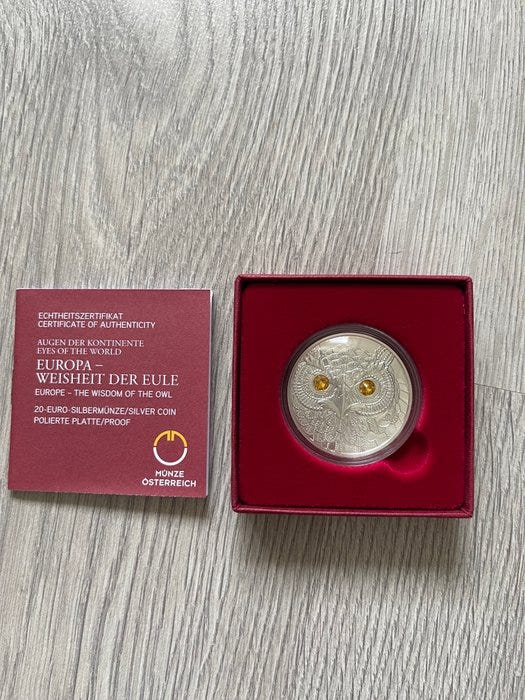 ECHTHEITSZERTIFIKAT
CERTIFICATE OF AUTHENTICITY
AUGEN DER KONTINENTE
EYES OF THE WORLD
EUROPA –
WEISHEIT DER EULE
EUROPE – THE WISDOM OF THE OWL
20-EURO-SILBERMÜNZE/SILVER COIN
POLIERTE PLATTE/PROOF
MÜNZE
ÖSTERREICH